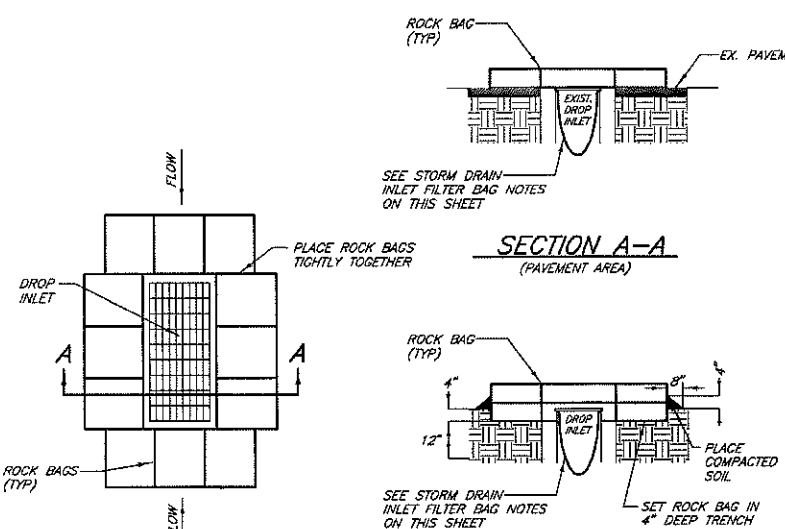 FLOW
PLACE ROCK BAGS
TIGHTLY TOGETHER
DROP
INLET
A
A
ROCK BAGS
(TYP)
FLOW
ROCK BAG
(TYP)
EX. PAVEM
EXIST.
DROP
INLET
SEE STORM DRAIN
INLET FILTER BAG NOTES
ON THIS SHEET
SECTION A-A
(PAVEMENT AREA)
ROCK BAG
(TYP)
8"
4"
4"
12"
DROP
INLET
PLACE
COMPACTED
SOIL
SEE STORM DRAIN
INLET FILTER BAG NOTES
ON THIS SHEET
SET ROCK BAG IN
4" DEEP TRENCH